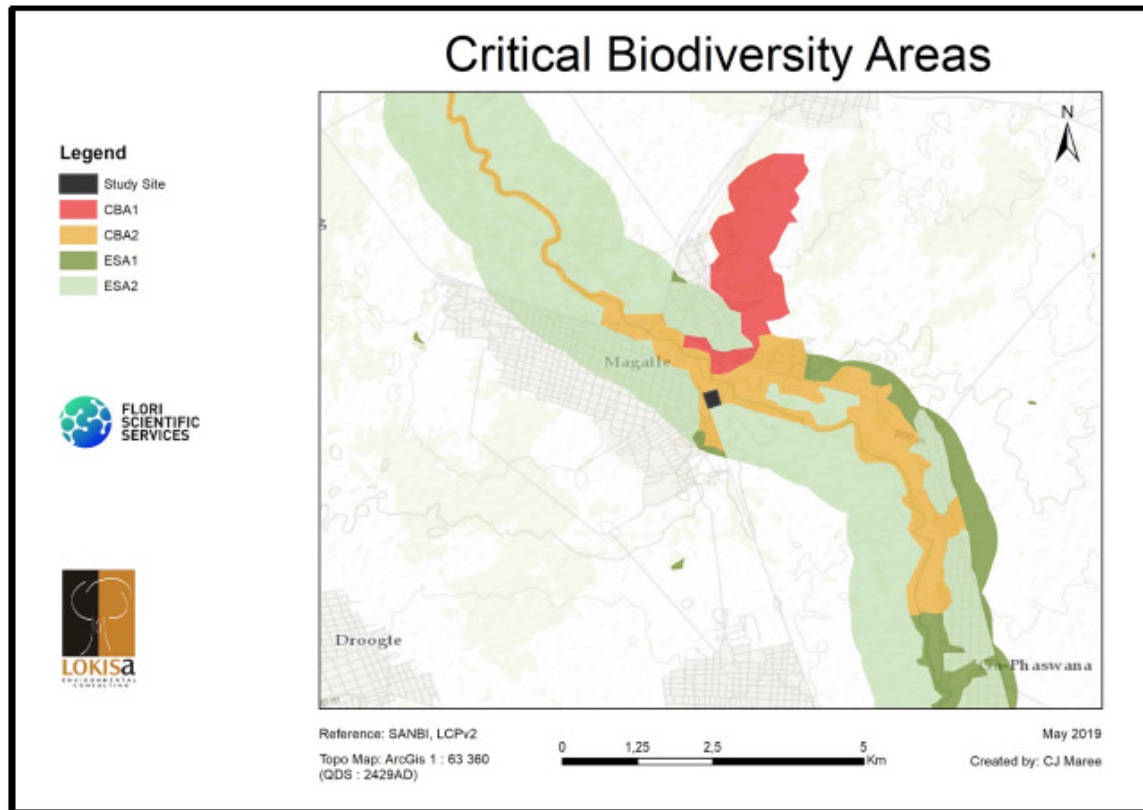 Critical Biodiversity Areas
N
Legend
Study Site
CBA1
CBA2
ESA1
ESA2
g
Magatle
FLORI
SCIENTIFIC
SERVICES
Droogte
LOKISa
ENVIRONMENTAL
CONSULTING
a-Phaswana
Reference: SANBI, LCPv2
Topo Map: ArcGis 1 : 63 360
(QDS : 2429AD)
0 1,25 2,5 5
Km
May 2019
Created by: CJ Maree